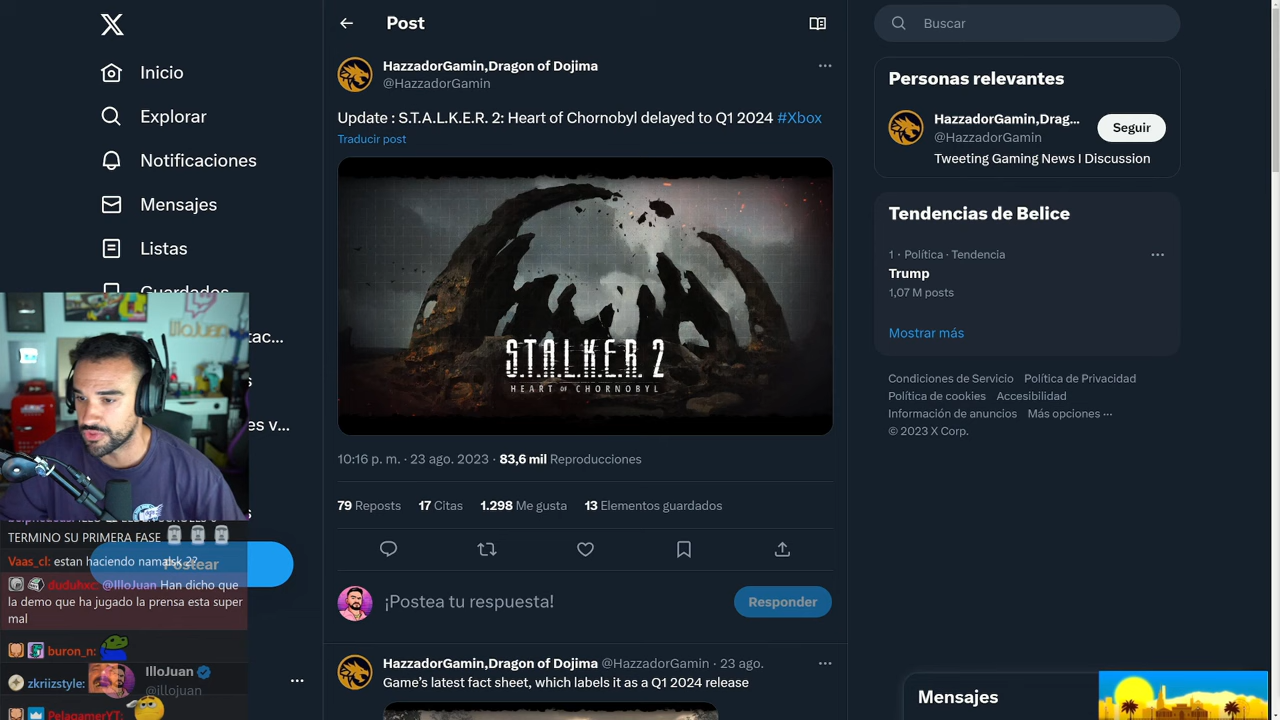 Inicio
Explorar
Notificaciones
Mensajes
Listas
Guardados
tac...
s
es v...
s
Postear
IlloJuan
@illojuan
IlloJuan
TERMINO SU PRIMERA FASE
Vaas_cl: estan haciendo namalsk 2?
duduhxc: @IlloJuan Han dicho que
la demo que ha jugado la prensa esta super
mal
buron_n:
zkriizstyle:
PelagamerYT:
Post
HazzadorGamin,Dragon of Dojima
@HazzadorGamin
Update : S.T.A.L.K.E.R. 2: Heart of Chornobyl delayed to Q1 2024 #Xbox
Traducir post
S.T.A.L.K.E.R. 2
HEART OF CHORNOBYL
10:16 p. m. · 23 ago. 2023 · 83,6 mil Reproducciones
79 Reposts 17 Citas 1.298 Me gusta 13 Elementos guardados
¡Postea tu respuesta!
Responder
HazzadorGamin,Dragon of Dojima @HazzadorGamin · 23 ago.
Game's latest fact sheet, which labels it as a Q1 2024 release
Buscar
Personas relevantes
HazzadorGamin,Drag...
@HazzadorGamin
Seguir
Tweeting Gaming News I Discussion
Tendencias de Belice
1 · Política · Tendencia
Trump
1,07 M posts
Mostrar más
Condiciones de Servicio Política de Privacidad
Política de cookies Accesibilidad
Información de anuncios Más opciones ···
© 2023 X Corp.
Mensajes